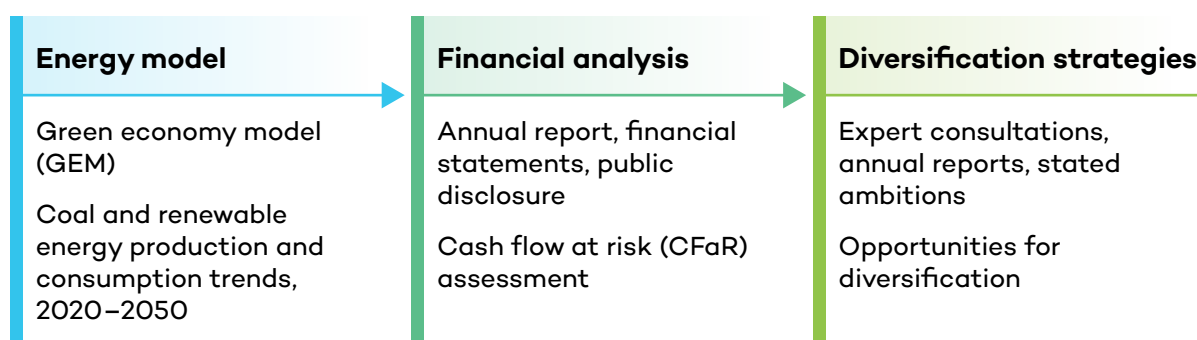 Energy model
Green economy model
(GEM)
Coal and renewable
energy production and
consumption trends,
2020–2050
Financial analysis
Annual report, financial
statements, public
disclosure
Cash flow at risk (CFaR)
assessment
Diversification strategies
Expert consultations,
annual reports, stated
ambitions
Opportunities for
diversification